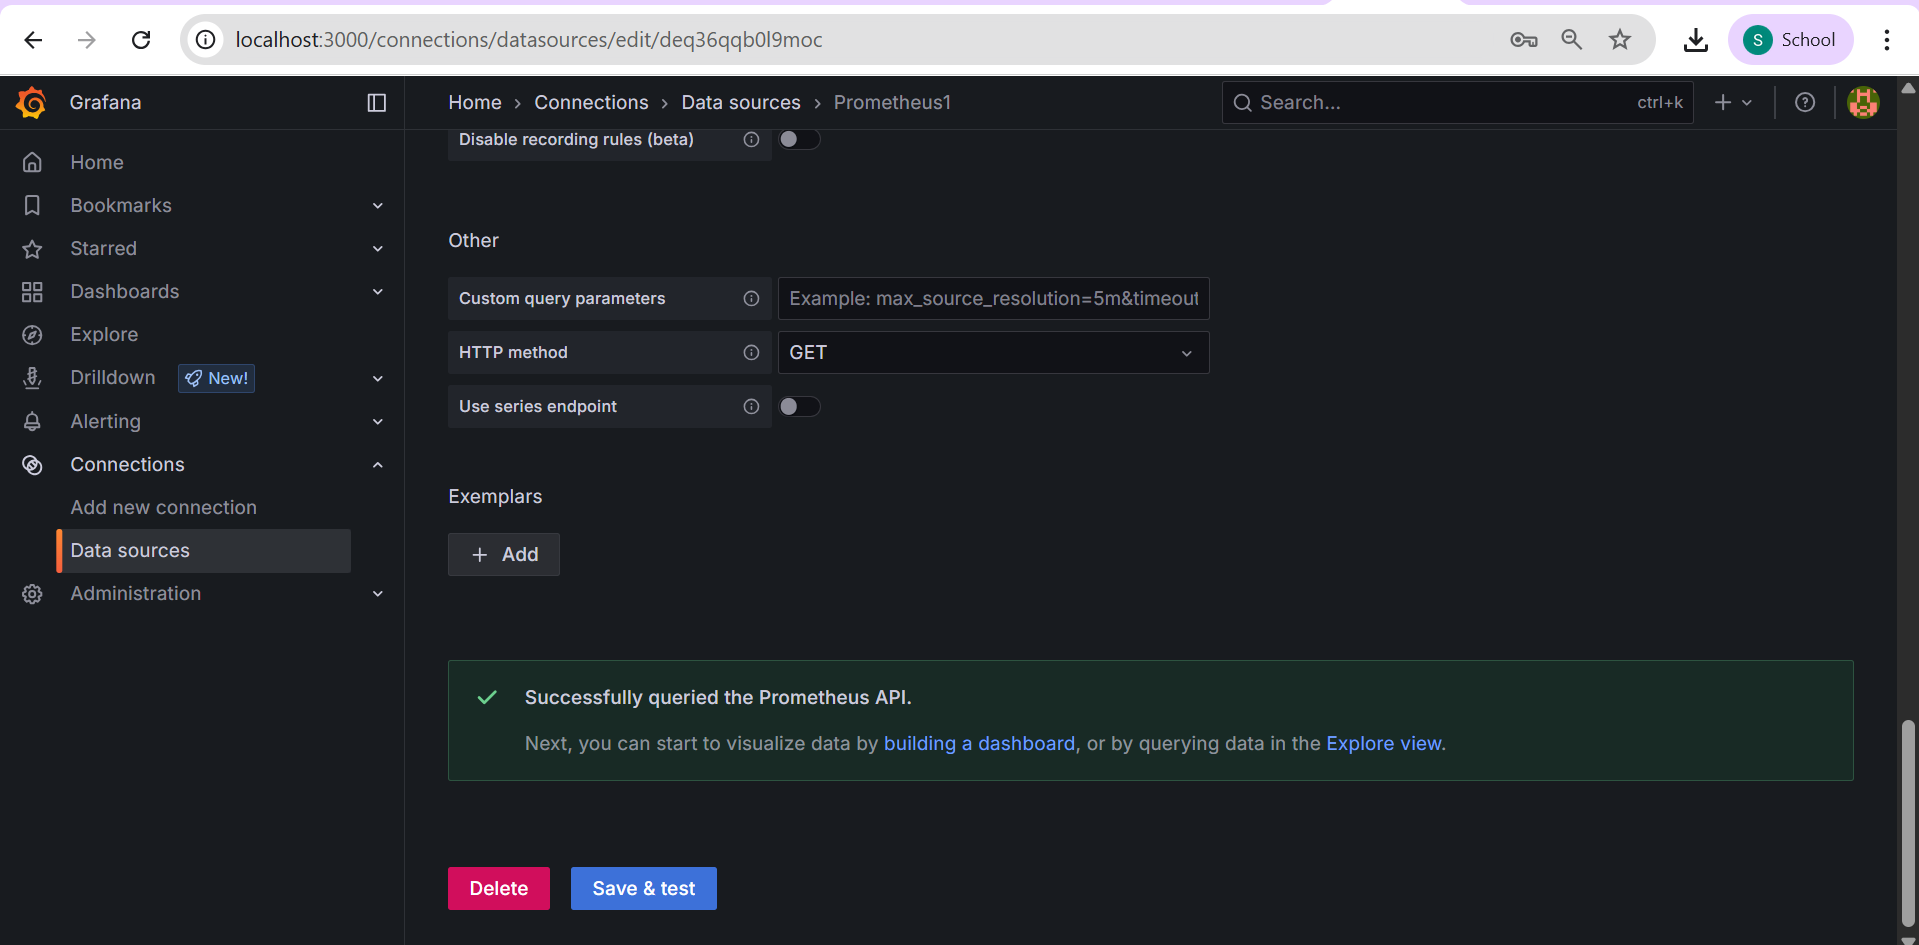 localhost:3000/connections/datasources/edit/deq36qqb0l9moc
S School
Grafana
Home › Connections › Data sources › Prometheus1
Search... ctrl+k
Home
Bookmarks
Starred
Dashboards
Explore
Drilldown New!
Alerting
Connections
Add new connection
Data sources
Administration
Disable recording rules (beta)
Other
Custom query parameters Example: max_source_resolution=5m&timeout
HTTP method GET
Use series endpoint
Exemplars
+ Add
Successfully queried the Prometheus API.
Next, you can start to visualize data by building a dashboard, or by querying data in the Explore view.
Delete Save & test